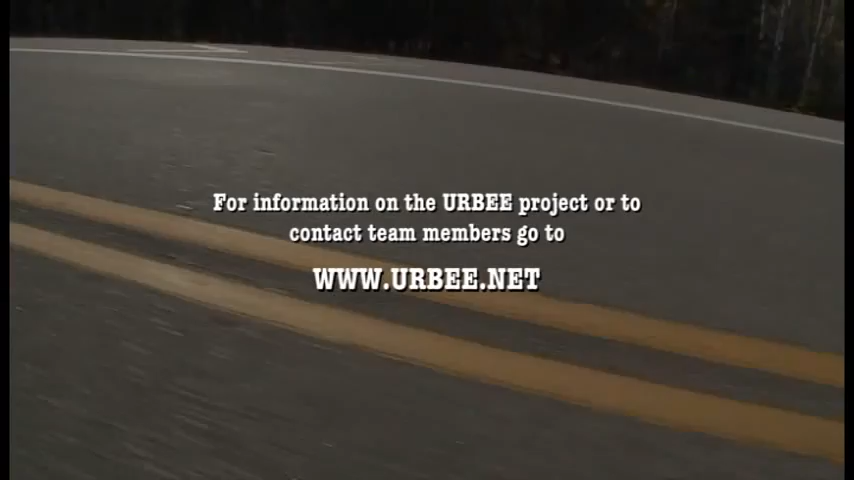 For information on the URBEE project or to
contact team members go to
WWW.URBEE.NET